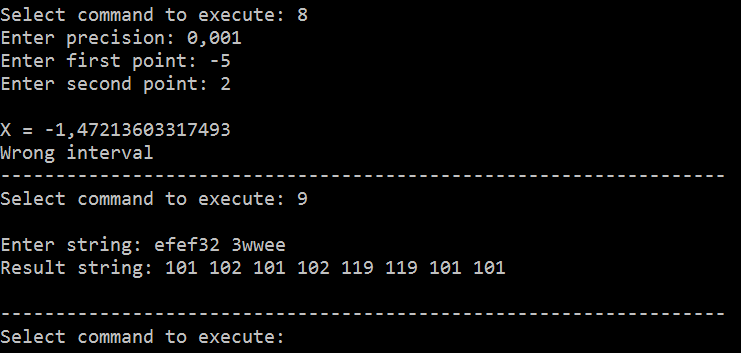 Select command to execute: 8
Enter precision: 0,001
Enter first point: -5
Enter second point: 2
X = -1,47213603317493
Wrong interval
------------------------------------------------------------------
Select command to execute: 9
Enter string: efef32 3wwee
Result string: 101 102 101 102 119 119 101 101
------------------------------------------------------------------
Select command to execute: